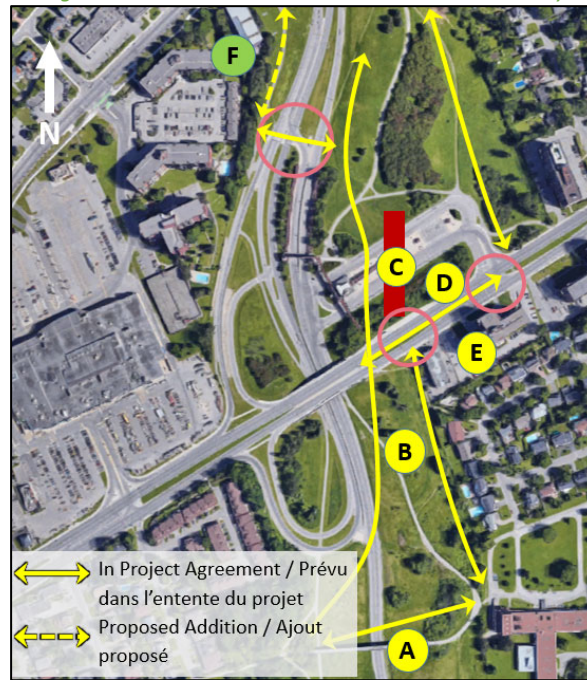 F
N
C
D
E
B
A
In Project Agreement / Prévu
dans l'entente du projet
Proposed Addition / Ajout
proposé